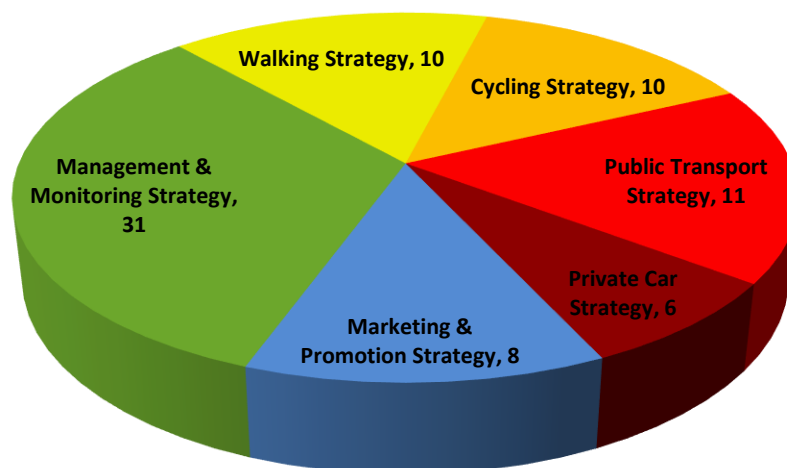 Walking Strategy, 10
Cycling Strategy, 10
Management &
Monitoring Strategy,
31
Public Transport
Strategy, 11
Private Car
Strategy, 6
Marketing &
Promotion Strategy, 8